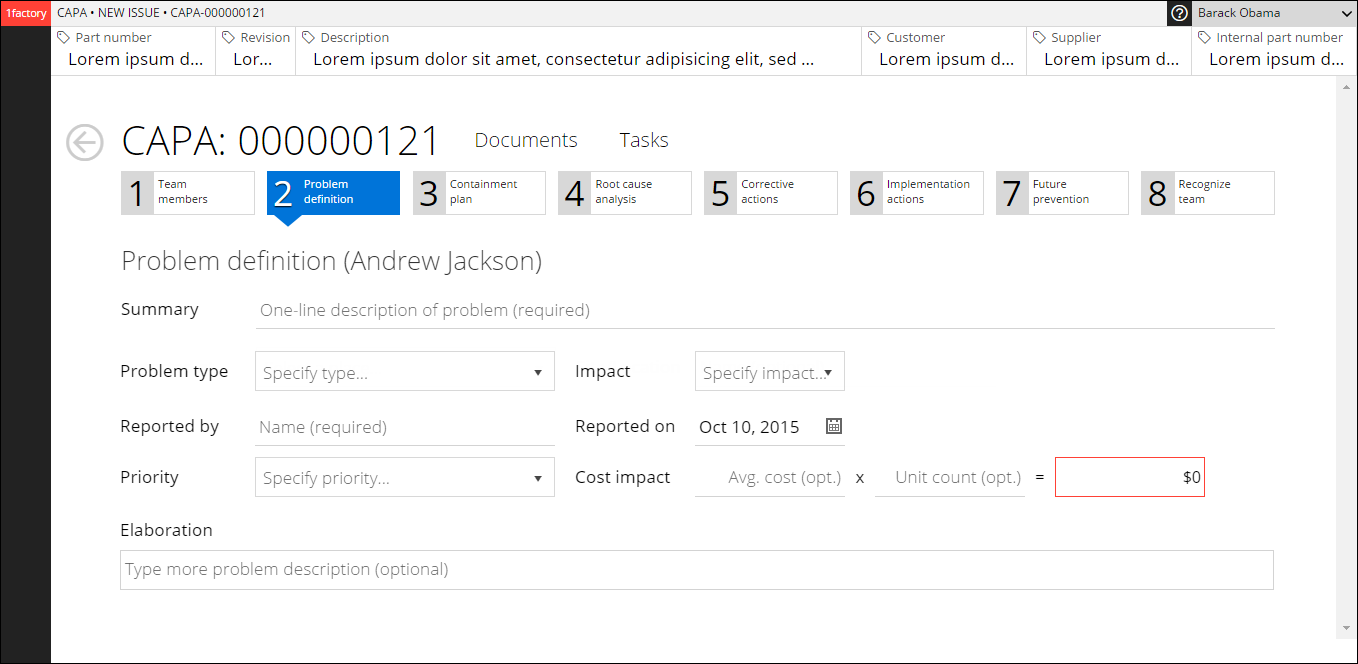 1factory CAPA • NEW ISSUE • CAPA-000000121 Barack Obama
Part number Revision Description Customer Supplier Internal part number
Lorem ipsum d... Lor... Lorem ipsum dolor sit amet, consectetur adipisicing elit, sed ... Lorem ipsum d... Lorem ipsum d... Lorem ipsum d...
CAPA: 000000121 Documents Tasks
1 Team members
2 Problem definition
3 Containment plan
4 Root cause analysis
5 Corrective actions
6 Implementation actions
7 Future prevention
8 Recognize team
Problem definition (Andrew Jackson)
Summary One-line description of problem (required)
Problem type Specify type... Impact Specify impact...
Reported by Name (required) Reported on Oct 10, 2015
Priority Specify priority... Cost impact Avg. cost (opt.) x Unit count (opt.) = $0
Elaboration
Type more problem description (optional)